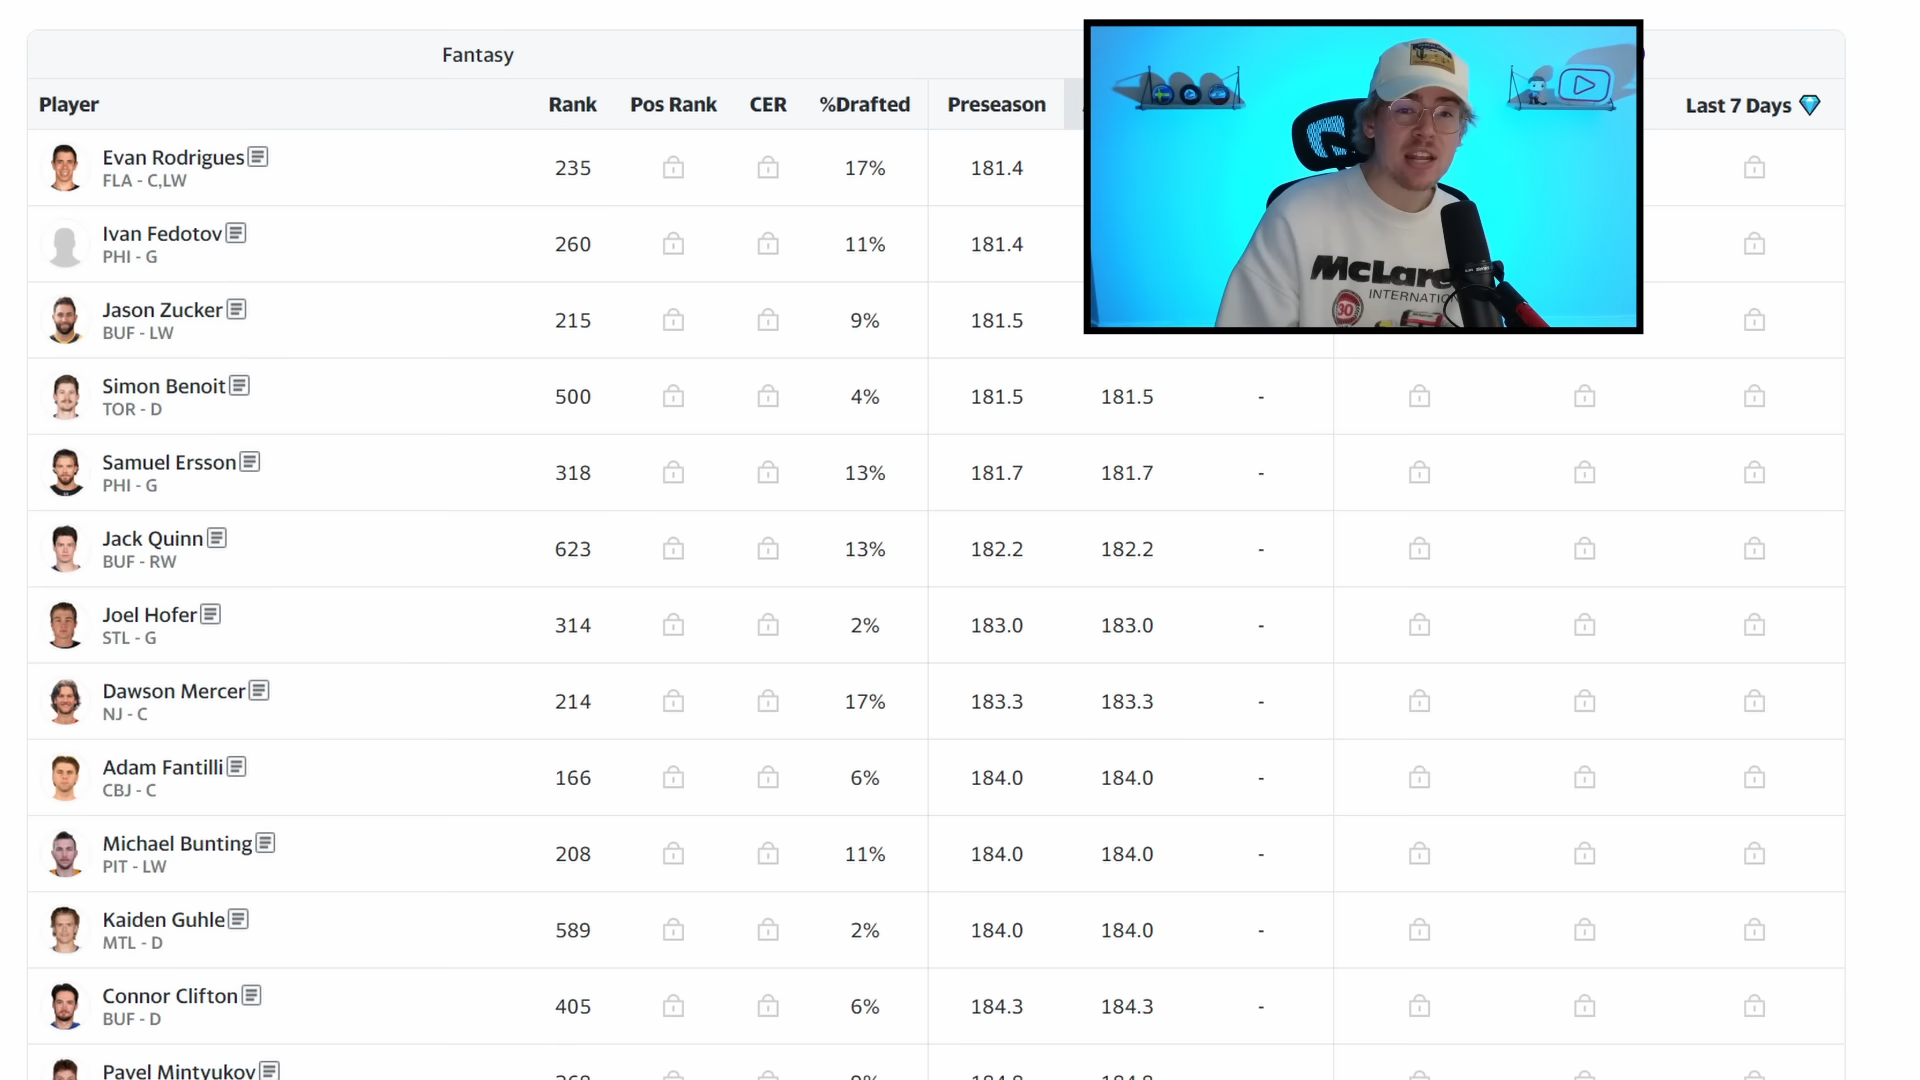 Fantasy
Player Rank Pos Rank CER %Drafted Preseason Last 7 Days
Evan Rodrigues
FLA - C,LW
235 17% 181.4
Ivan Fedotov
PHI - G
260 11% 181.4
Jason Zucker
BUF - LW
215 9% 181.5
Simon Benoit
TOR - D
500 4% 181.5 181.5 -
Samuel Ersson
PHI - G
318 13% 181.7 181.7 -
Jack Quinn
BUF - RW
623 13% 182.2 182.2 -
Joel Hofer
STL - G
314 2% 183.0 183.0 -
Dawson Mercer
NJ - C
214 17% 183.3 183.3 -
Adam Fantilli
CBJ - C
166 6% 184.0 184.0 -
Michael Bunting
PIT - LW
208 11% 184.0 184.0 -
Kaiden Guhle
MTL - D
589 2% 184.0 184.0 -
Connor Clifton
BUF - D
405 6% 184.3 184.3 -
Pavel Mintyukov
McLare
INTERNATIO
30